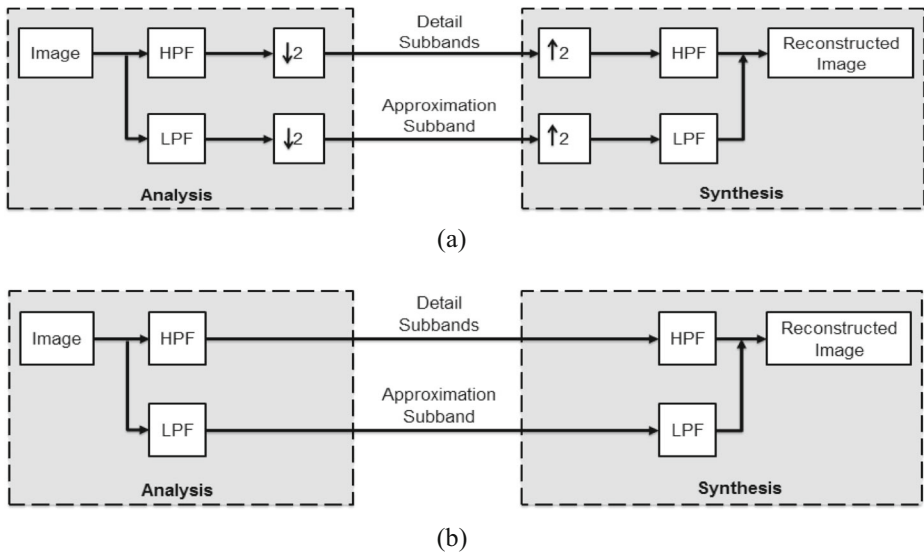 Detail
Subbands
Image
HPF
↓2
↑2
HPF
Reconstructed
Image
Approximation
Subband
LPF
↓2
↑2
LPF
Analysis
Synthesis
(a)
Detail
Subbands
Image
HPF
HPF
Reconstructed
Image
Approximation
Subband
LPF
LPF
Analysis
Synthesis
(b)